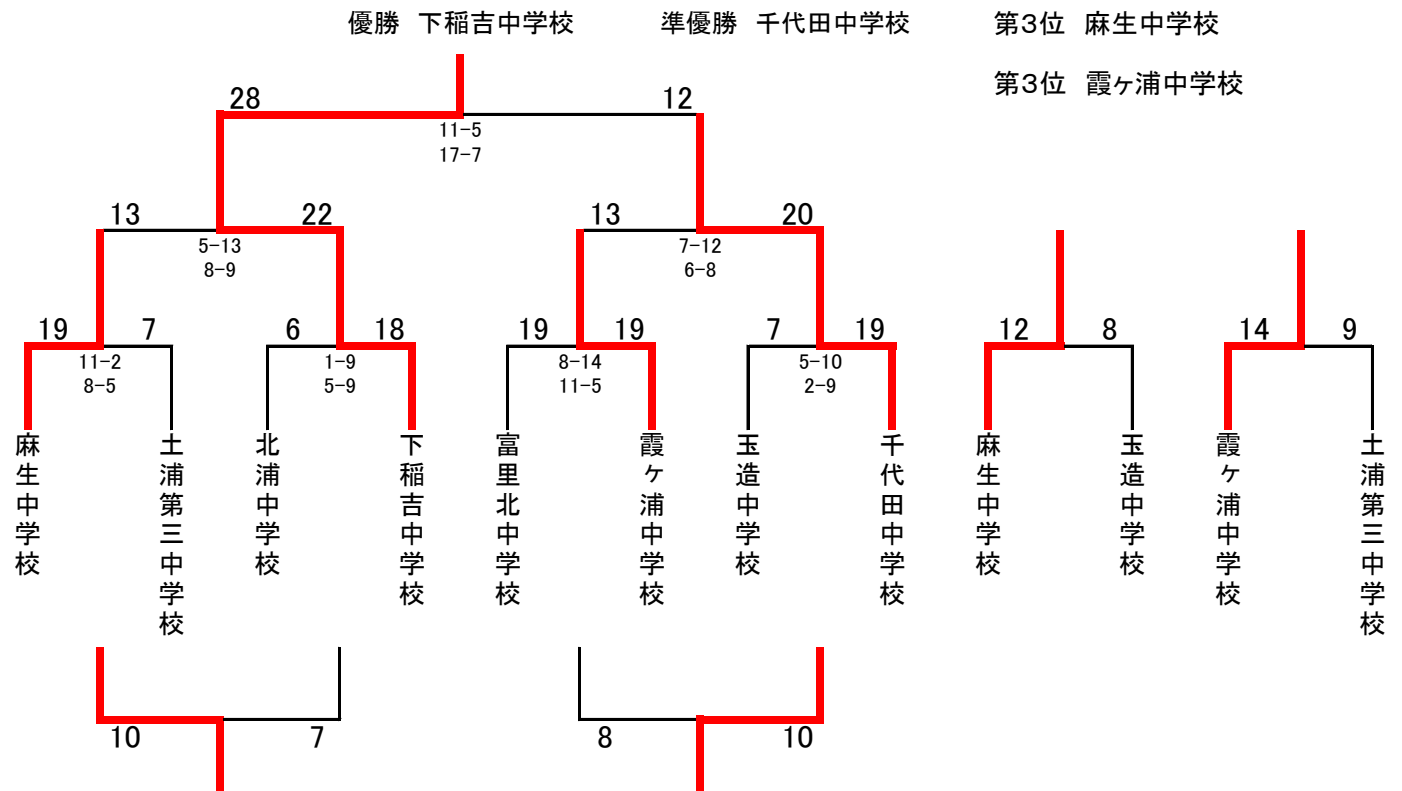 優勝 下稲吉中学校 準優勝 千代田中学校 第3位 麻生中学校
第3位 霞ヶ浦中学校
28 12
11-5
17-7
13 22 13 20
5-13 7-12
8-9 6-8
19 7 6 18 19 19 7 19 12 8 14 9
11-2 1-9 8-14 5-10
8-5 5-9 11-5 2-9
麻生中学校
土浦第三中学校
北浦中学校
下稲吉中学校
富里北中学校
霞ケ浦中学校
玉造中学校
千代田中学校
麻生中学校
玉造中学校
霞ケ浦中学校
土浦第三中学校
10 7 8 10